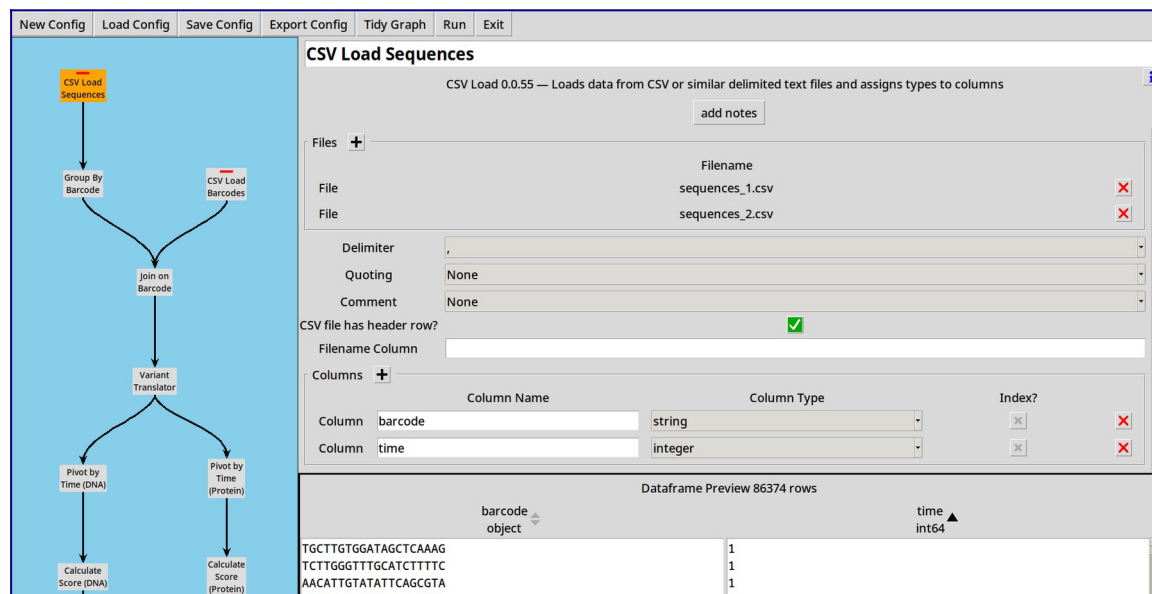 New Config Load Config Save Config Export Config Tidy Graph Run Exit
CSV Load
Sequences
Group By
Barcode
CSV Load
Barcodes
Join on
Barcode
Variant
Translator
Pivot by
Time (DNA)
Pivot by
Time
(Protein)
Calculate
Score (DNA)
Calculate
Score
(Protein)
CSV Load Sequences
CSV Load 0.0.55 — Loads data from CSV or similar delimited text files and assigns types to columns
add notes
Files +
Filename
File sequences_1.csv
File sequences_2.csv
Delimiter ,
Quoting None
Comment None
CSV file has header row?
Filename Column
Columns +
Column Name Column Type Index?
Column barcode string
Column time integer
Dataframe Preview 86374 rows
barcode time
object int64
TGCTTGTGGATAGCTCAAAG 1
TCTTGGGTTTGCATCTTTTC 1
AACATTGTATATTCAGCGTA 1